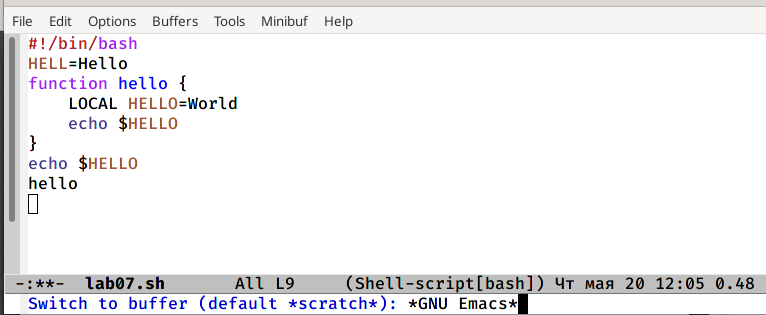 File Edit Options Buffers Tools Minibuf Help
#!/bin/bash
HELL=Hello
function hello {
    LOCAL HELLO=World
    echo $HELLO
}
echo $HELLO
hello
-:**-  lab07.sh       All L9     (Shell-script[bash]) Чт мая 20 12:05 0.48
Switch to buffer (default *scratch*): *GNU Emacs*